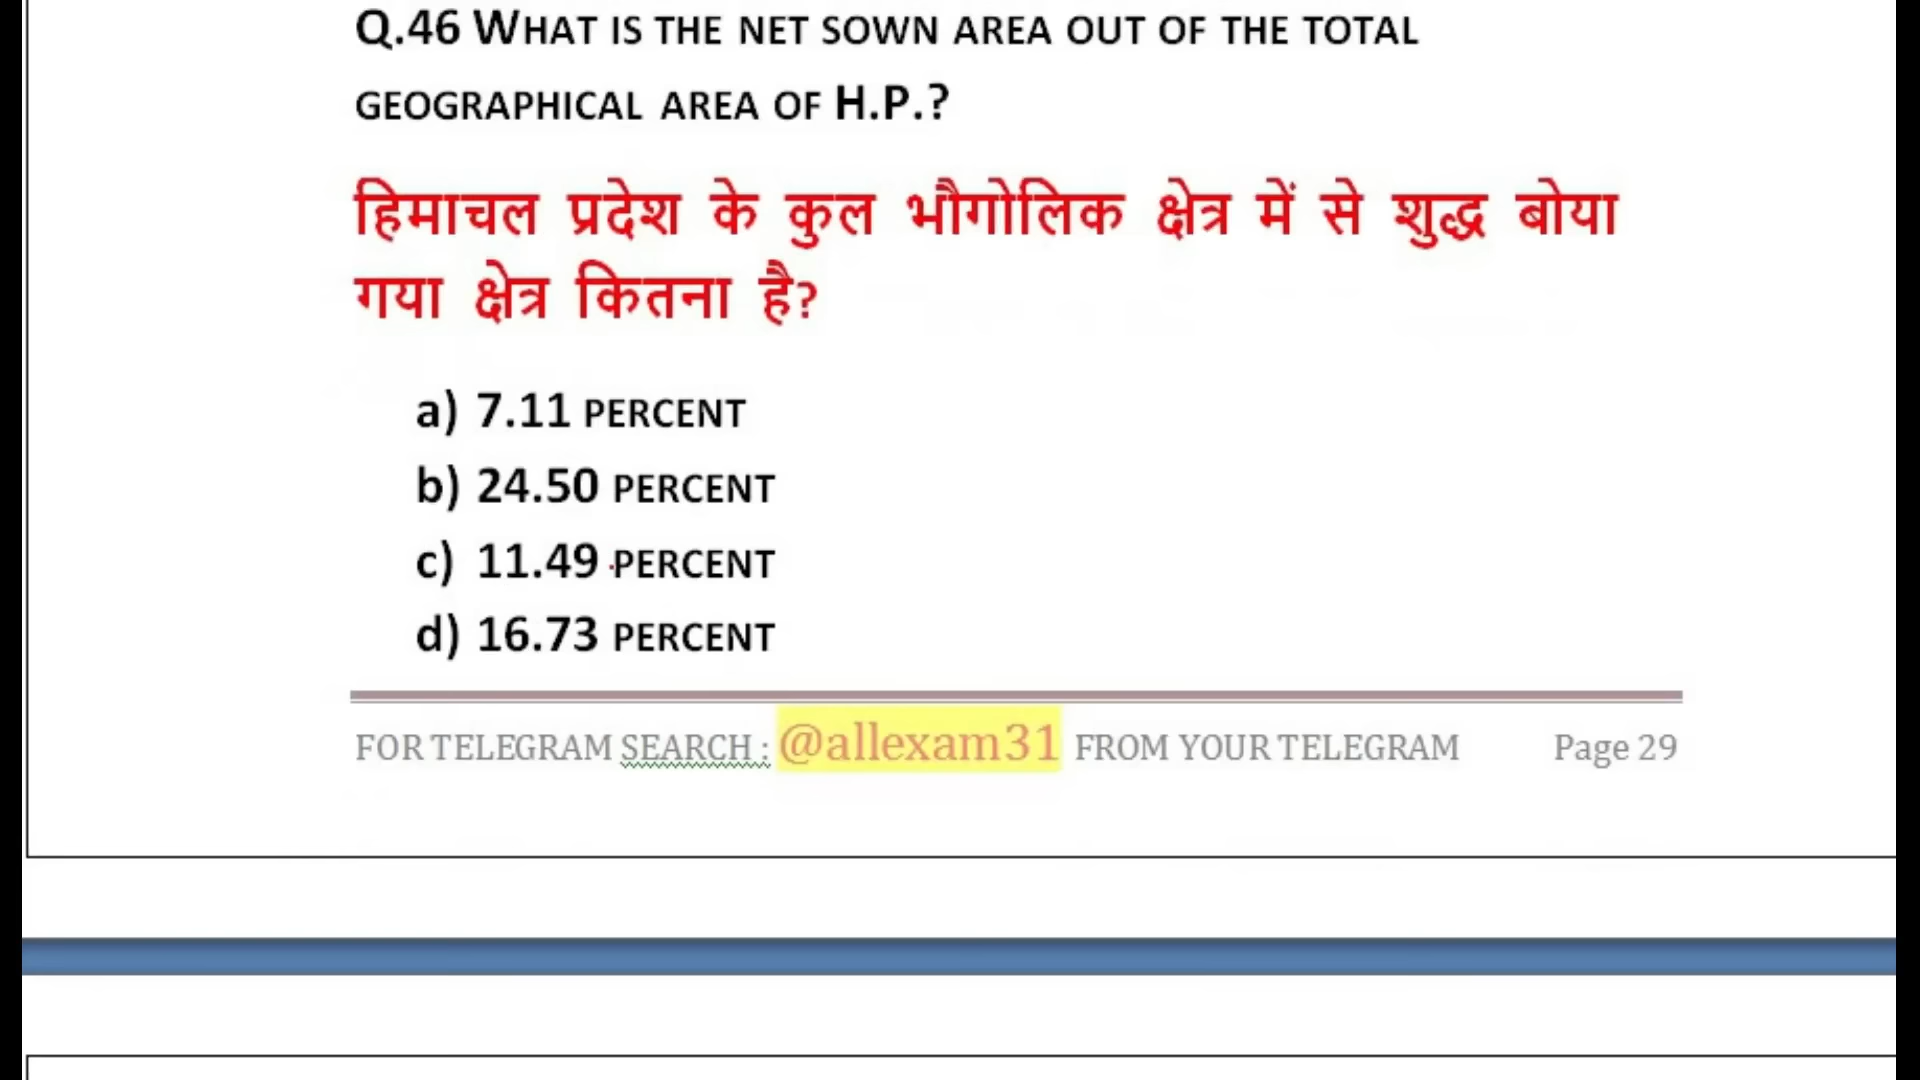 Q.46 WHAT IS THE NET SOWN AREA OUT OF THE TOTAL
GEOGRAPHICAL AREA OF H.P.?
हिमाचल प्रदेश के कुल भौगोलिक क्षेत्र में से शुद्ध बोया
गया क्षेत्र कितना है?
a) 7.11 PERCENT
b) 24.50 PERCENT
c) 11.49 PERCENT
d) 16.73 PERCENT
FOR TELEGRAM SEARCH : @allexam31 FROM YOUR TELEGRAM Page 29